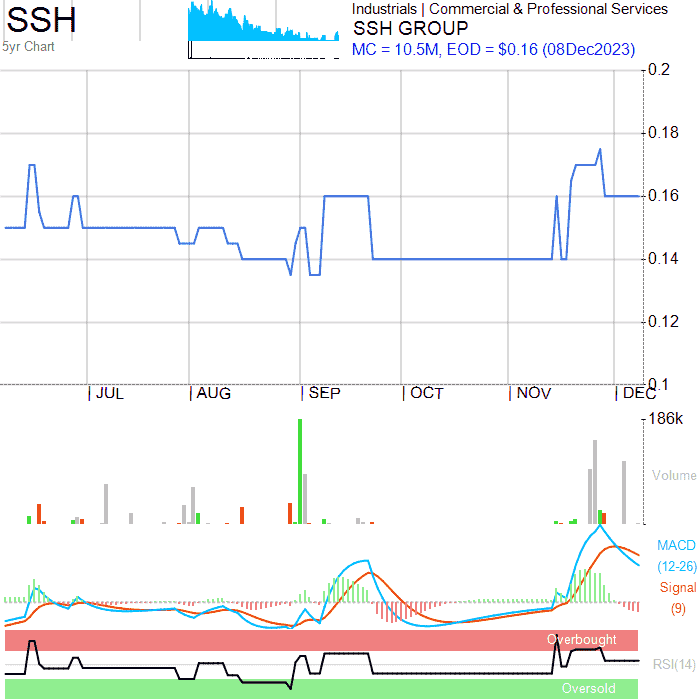 SSH
5yr Chart
Industrials | Commercial & Professional Services
SSH GROUP
MC = 10.5M, EOD = $0.16 (08Dec2023)
0.2
0.18
0.16
0.14
0.12
0.1
JUL AUG SEP OCT NOV DEC
186k
Volume
MACD
(12-26)
Signal
(9)
Overbought
RSI(14)
Oversold